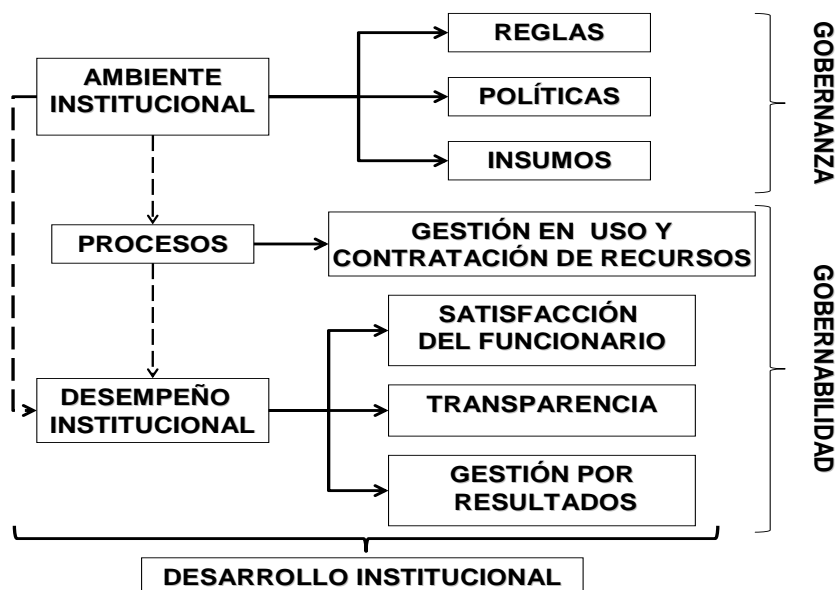 REGLAS
AMBIENTE
INSTITUCIONAL
POLÍTICAS
INSUMOS
GOBERNANZA
PROCESOS
GESTIÓN EN USO Y
CONTRATACIÓN DE RECURSOS
SATISFACCIÓN
DEL FUNCIONARIO
DESEMPEÑO
INSTITUCIONAL
TRANSPARENCIA
GESTIÓN POR
RESULTADOS
GOBERNABILIDAD
DESARROLLO INSTITUCIONAL